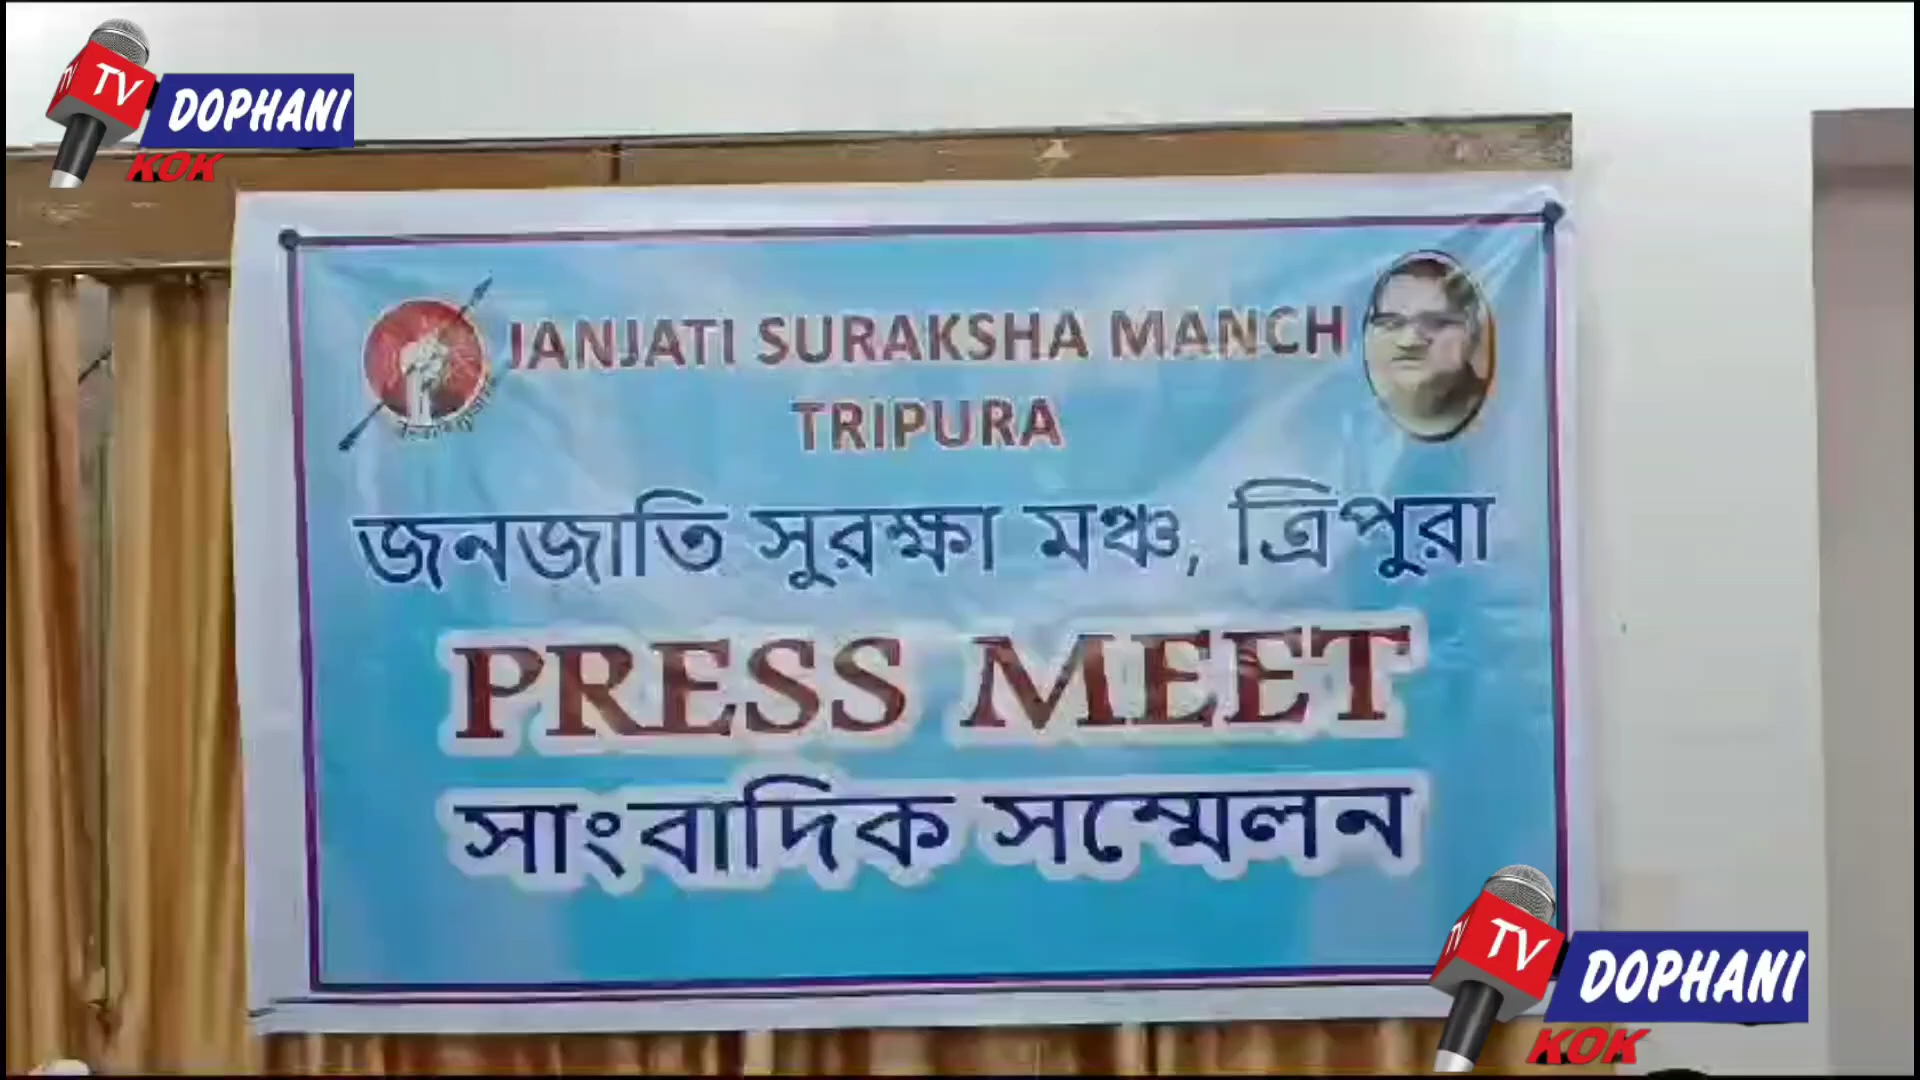 TV
DOPHANI
KOK
JANJATI SURAKSHA MANCH
TRIPURA
জনজাতি সুরক্ষা মঞ্চ, ত্রিপুরা
PRESS MEET
সাংবাদিক সম্মেলন
TV
DOPHANI
KOK